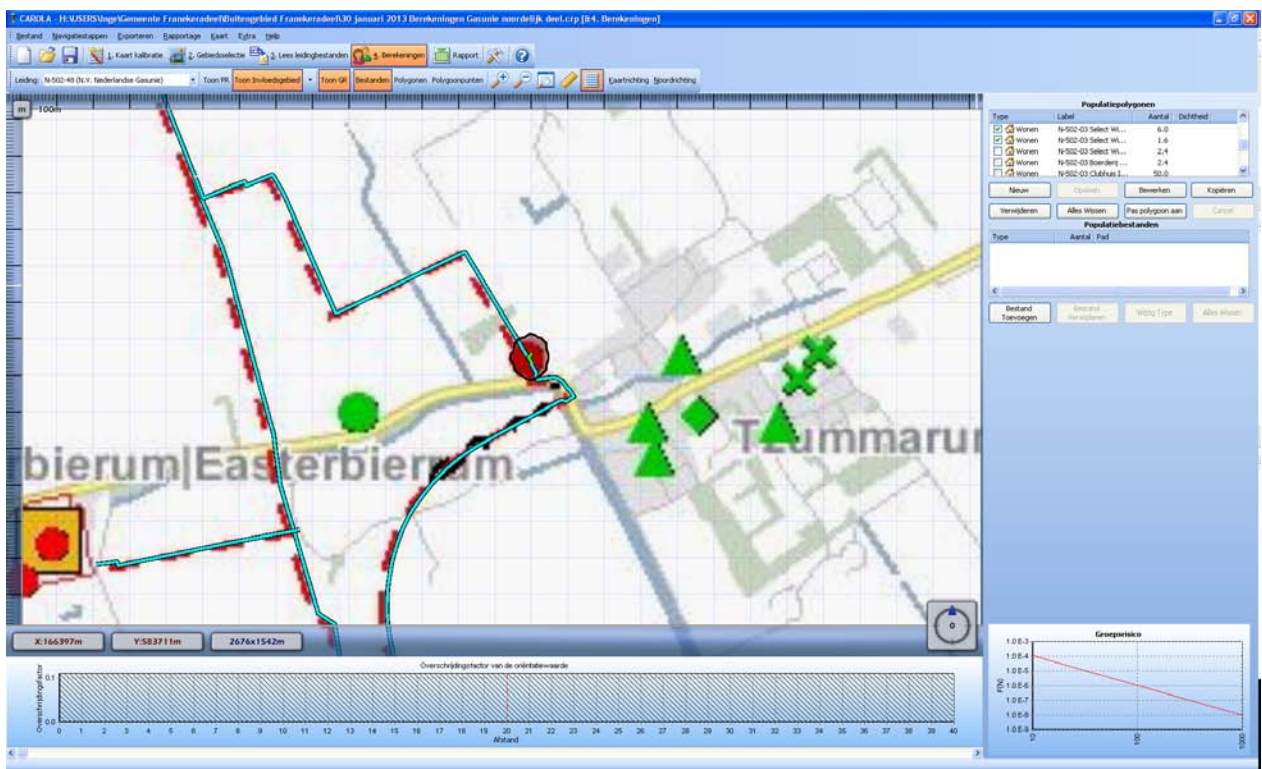 CAROLA - H:\USERS\Inge\Gemeente Franekeradeel\Buitengebied Franekeradeel\30 januari 2013 Berekeningen Gasunie noordelijk deel.crp [&4. Berekeningen]
Bestand Navigatiestappen Exporteren Rapportage Kaart Extra Help
1. Kaart kalibratie 2. Gebiedsselectie 3. Lees leidingbestanden 4. Berekeningen Rapport
Leiding: N-502-48 (N.V. Nederlandse Gasunie) Toon PR Toon Invloedsgebied Toon GR Bestanden Polygonen Polygoonpunten Kaartrichting Noordrichting
m 100m
bierum|Easterbierrum
Tzummarum
0
X:166397m Y:583711m 2676x1542m
Populatiepolygonen
Type Label Aantal Dichtheid
Wonen N-502-03 Select Wi... 6.0
Wonen N-502-03 Select Wi... 1.6
Wonen N-502-03 Select Wi... 2.4
Wonen N-502-03 Boerderij ... 2.4
Wonen N-502-03 Clubhuis I... 50.0
Nieuw Opslaan Bewerken Kopiëren
Verwijderen Alles Wissen Pas polygoon aan Cancel
Populatiebestanden
Type Aantal Pad
Bestand Toevoegen Bestand Verwijderen Wijzig Type Alles Wissen
Overschrijdingsfactor van de oriëntatiewaarde
Overschrijdingsfactor
0.1
0.0
0 1 2 3 4 5 6 7 8 9 10 11 12 13 14 15 16 17 18 19 20 21 22 23 24 25 26 27 28 29 30 31 32 33 34 35 36 37 38 39 40
Afstand
Groepsrisico
F(N)
1.0E-3
1.0E-4
1.0E-5
1.0E-6
1.0E-7
1.0E-8
1.0E-9
10 100 1000